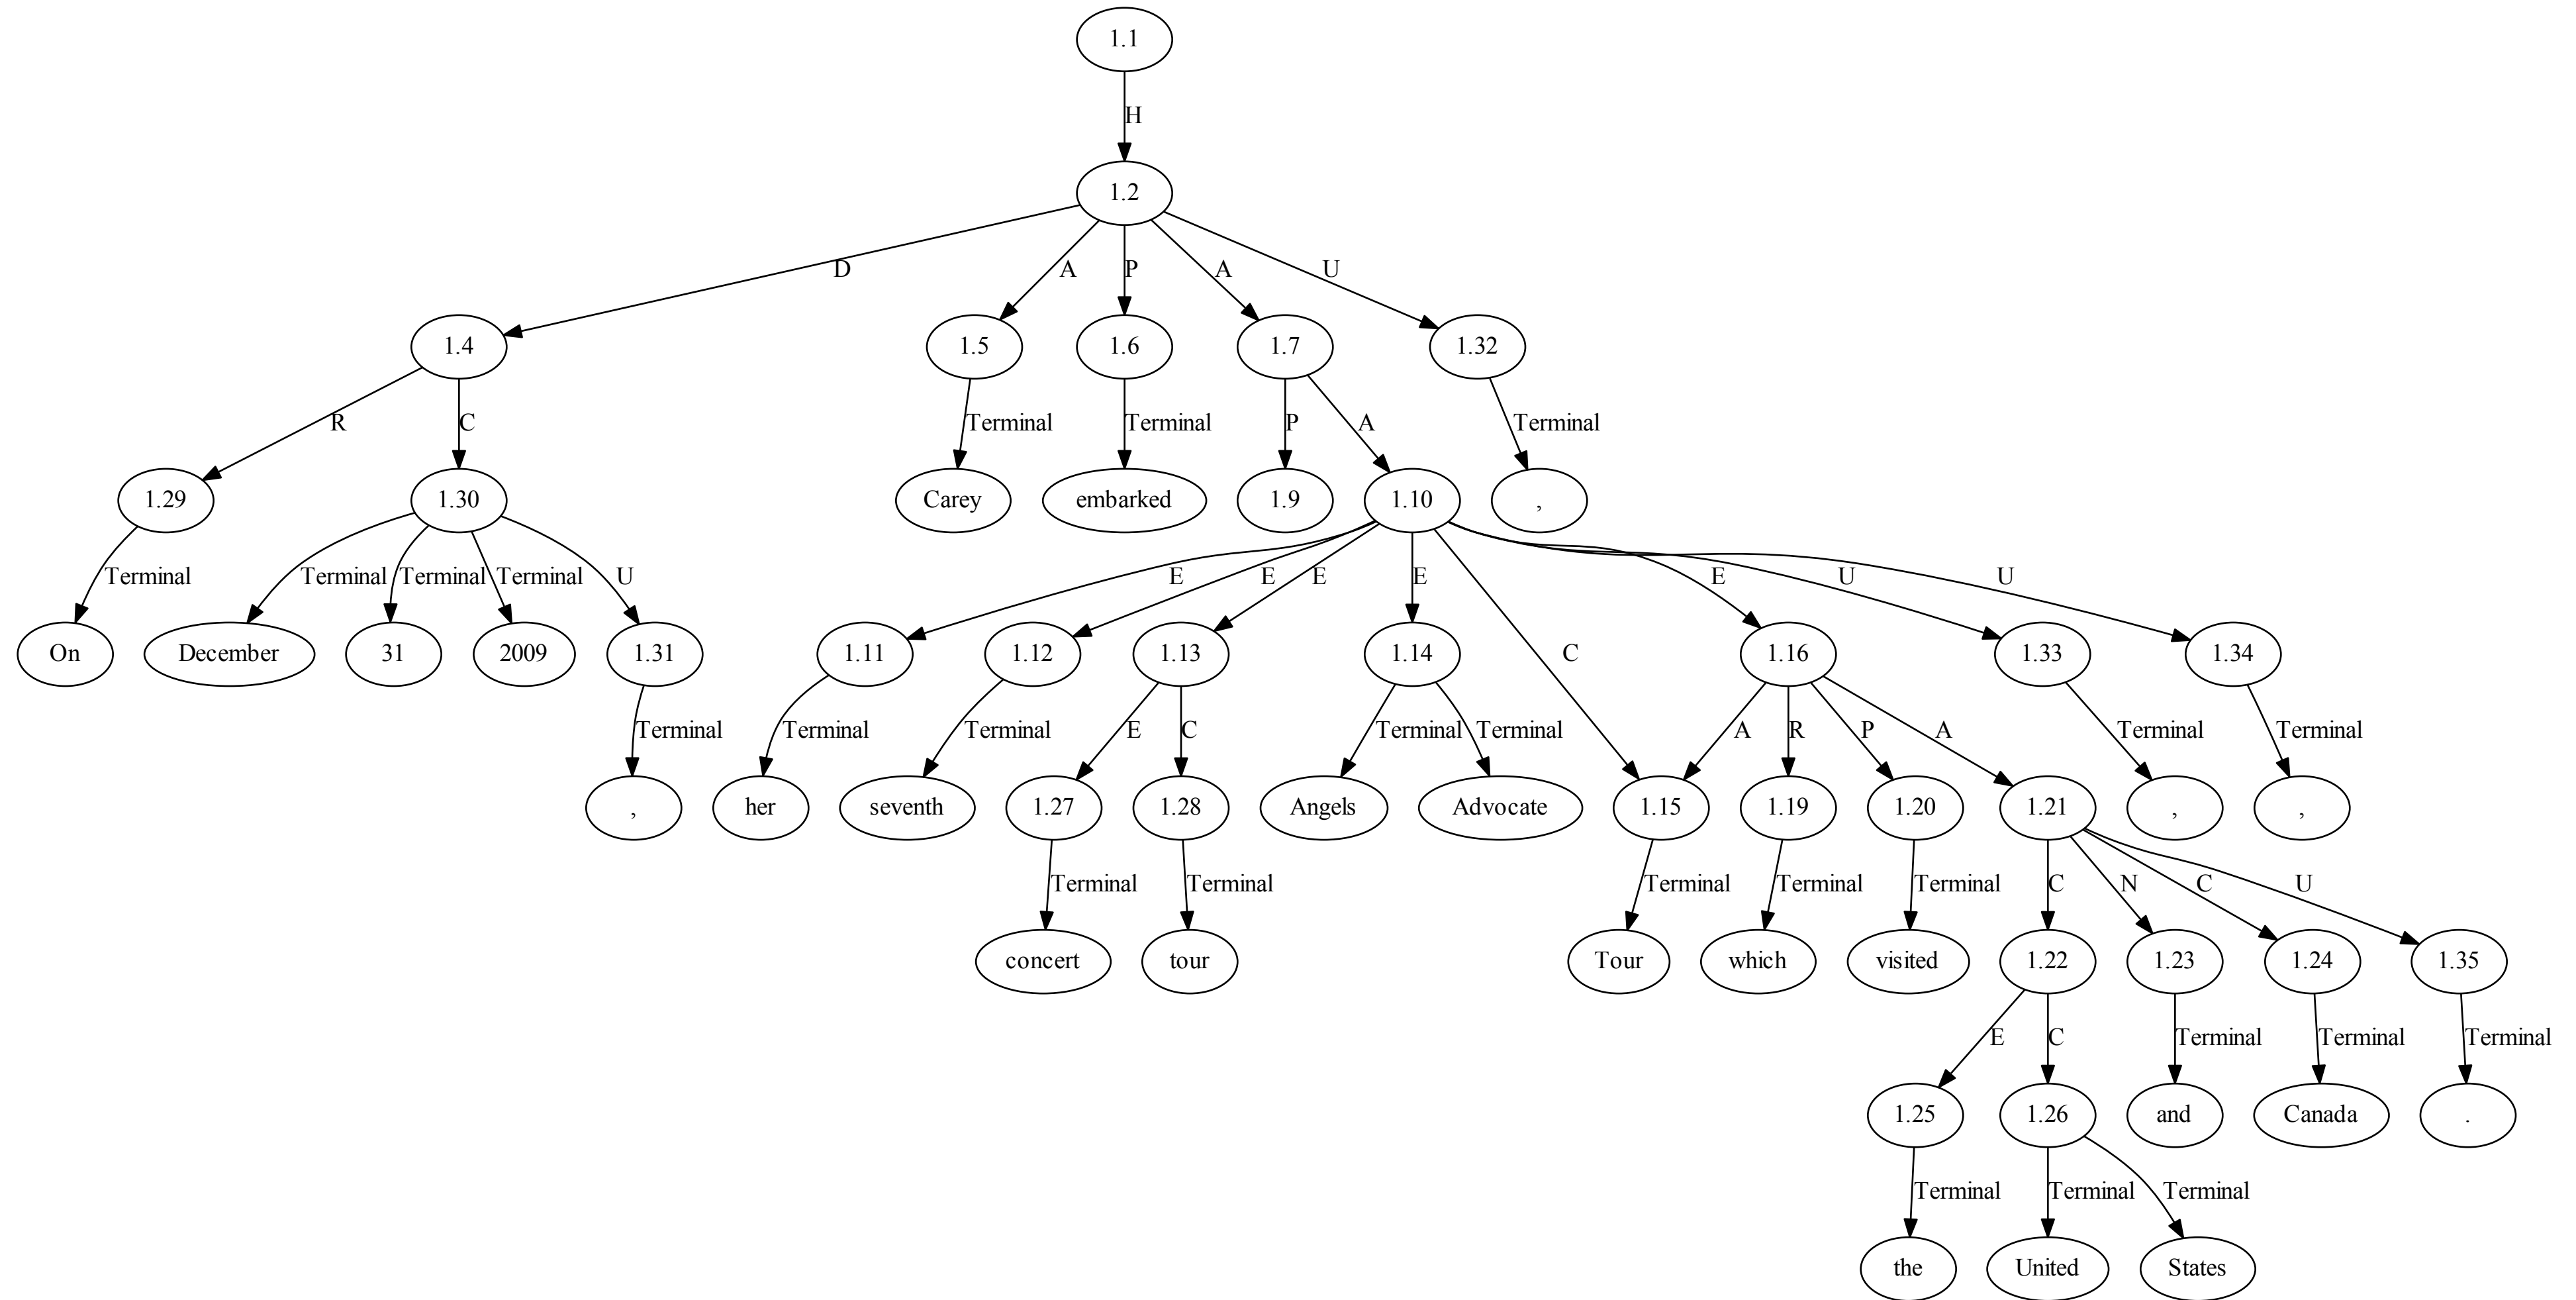 1.1
H
1.2
D A P A U
1.4 1.5 1.6 1.7 1.32
R C Terminal Terminal P A Terminal
1.29 1.30 Carey embarked 1.9 1.10 ,
Terminal Terminal Terminal Terminal U E E E E C E U U
On December 31 2009 1.31 1.11 1.12 1.13 1.14 1.16 1.33 1.34
Terminal Terminal Terminal E C Terminal Terminal A R P A Terminal Terminal
, her seventh 1.27 1.28 Angels Advocate 1.15 1.19 1.20 1.21 , ,
Terminal Terminal Terminal Terminal Terminal C N C U
concert tour Tour which visited 1.22 1.23 1.24 1.35
E C Terminal Terminal Terminal
1.25 1.26 and Canada .
Terminal Terminal Terminal
the United States